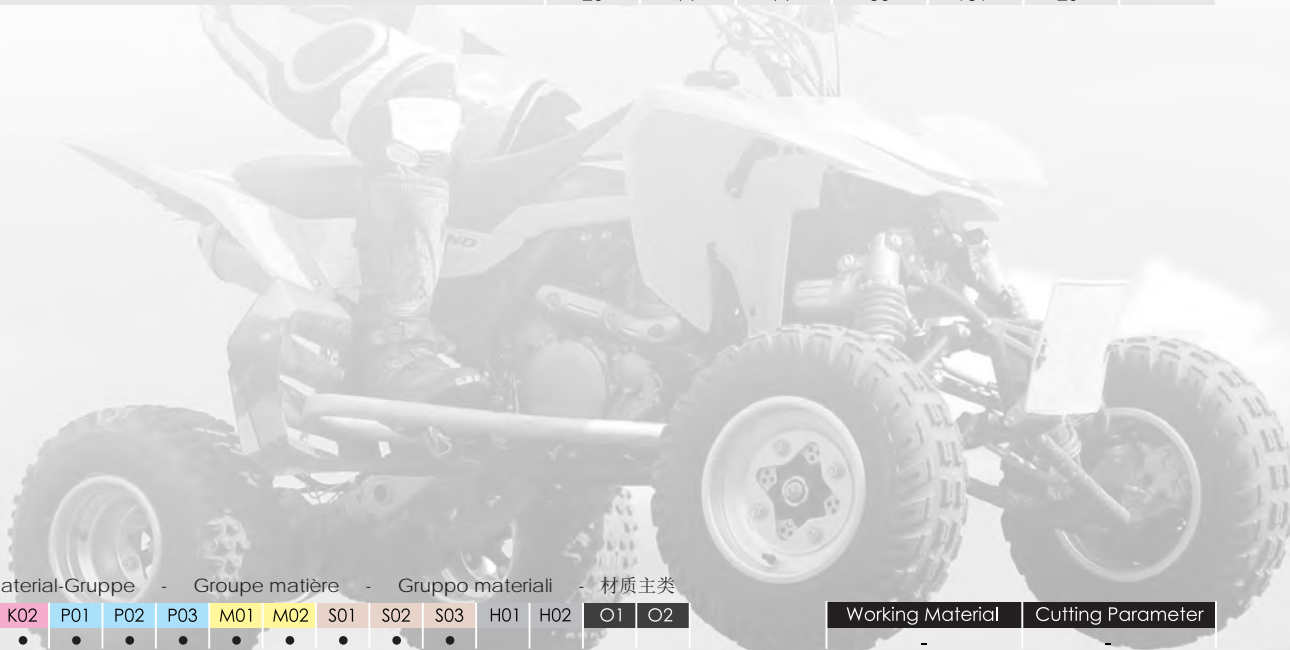 aterial-Gruppe - Groupe matière - Gruppo materiali - 材质主类
K02 P01 P02 P03 M01 M02 S01 S02 S03 H01 H02 O1 O2 Working Material Cutting Parameter
● ● ● ● ● ● ● ● ● - -